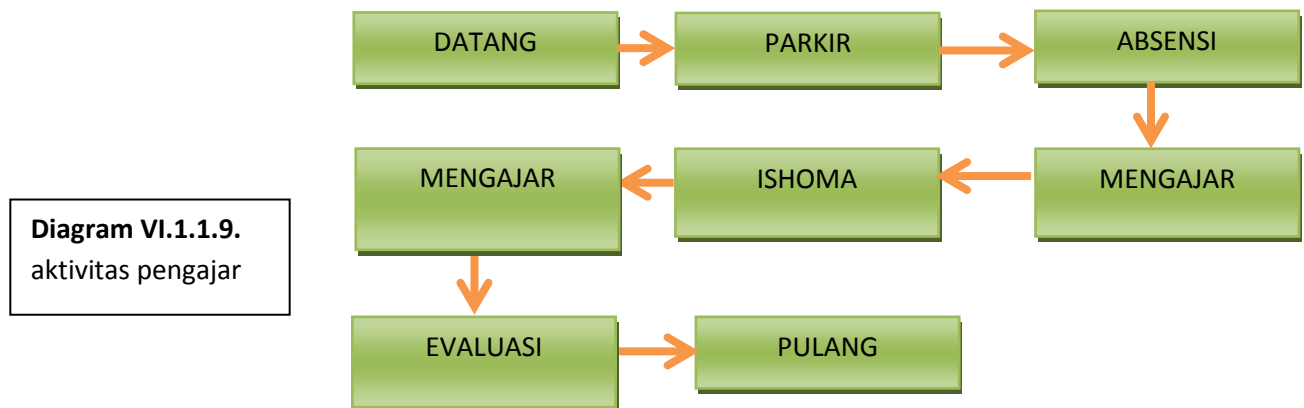 DATANG
PARKIR
ABSENSI
MENGAJAR
ISHOMA
MENGAJAR
Diagram VI.1.1.9.
aktivitas pengajar
EVALUASI
PULANG